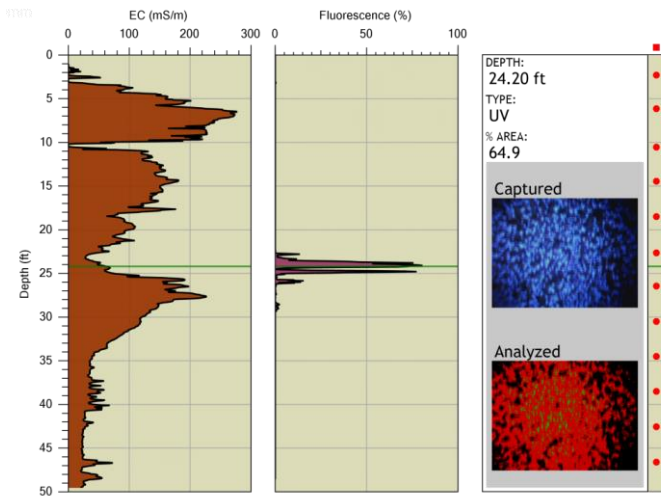 EC (mS/m)
0 100 200 300
Fluorescence (%)
0 50 100
Depth (ft)
0
5
10
15
20
25
30
35
40
45
50
DEPTH:
24.20 ft
TYPE:
UV
% AREA:
64.9
Captured
Analyzed